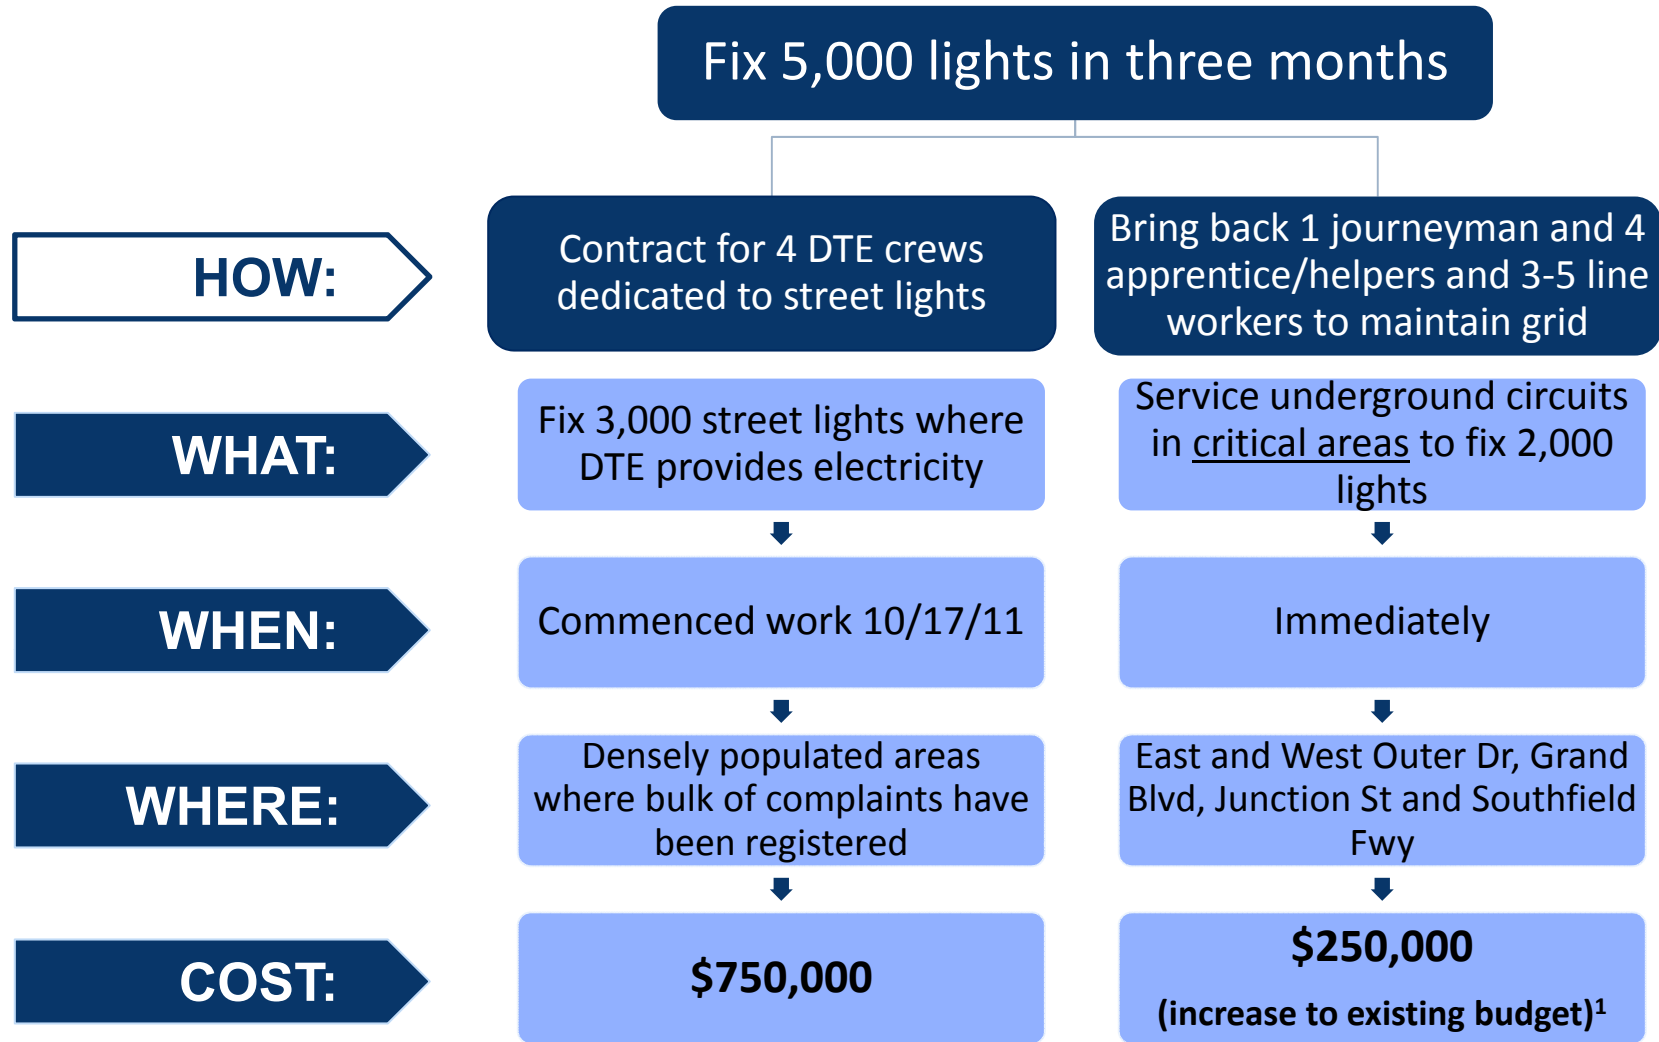 Fix 5,000 lights in three months
HOW:
Contract for 4 DTE crews
dedicated to street lights
Bring back 1 journeyman and 4
apprentice/helpers and 3-5 line
workers to maintain grid
WHAT:
Fix 3,000 street lights where
DTE provides electricity
Service underground circuits
in critical areas to fix 2,000
lights
WHEN:
Commenced work 10/17/11
Immediately
WHERE:
Densely populated areas
where bulk of complaints have
been registered
East and West Outer Dr, Grand
Blvd, Junction St and Southfield
Fwy
COST:
$750,000
$250,000
(increase to existing budget)¹